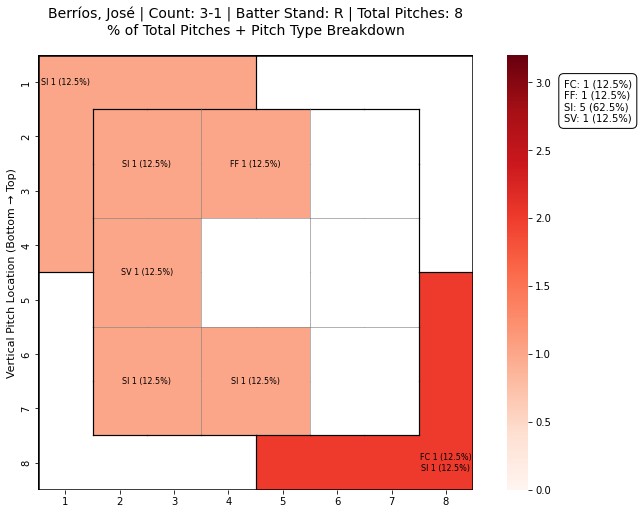 Berríos, José | Count: 3-1 | Batter Stand: R | Total Pitches: 8
% of Total Pitches + Pitch Type Breakdown
Vertical Pitch Location (Bottom → Top)
1
2
3
4
5
6
7
8
SI 1 (12.5%)
SI 1 (12.5%)
FF 1 (12.5%)
SV 1 (12.5%)
SI 1 (12.5%)
SI 1 (12.5%)
FC 1 (12.5%)
SI 1 (12.5%)
1
2
3
4
5
6
7
8
3.0
2.5
2.0
1.5
1.0
0.5
0.0
FC: 1 (12.5%)
FF: 1 (12.5%)
SI: 5 (62.5%)
SV: 1 (12.5%)